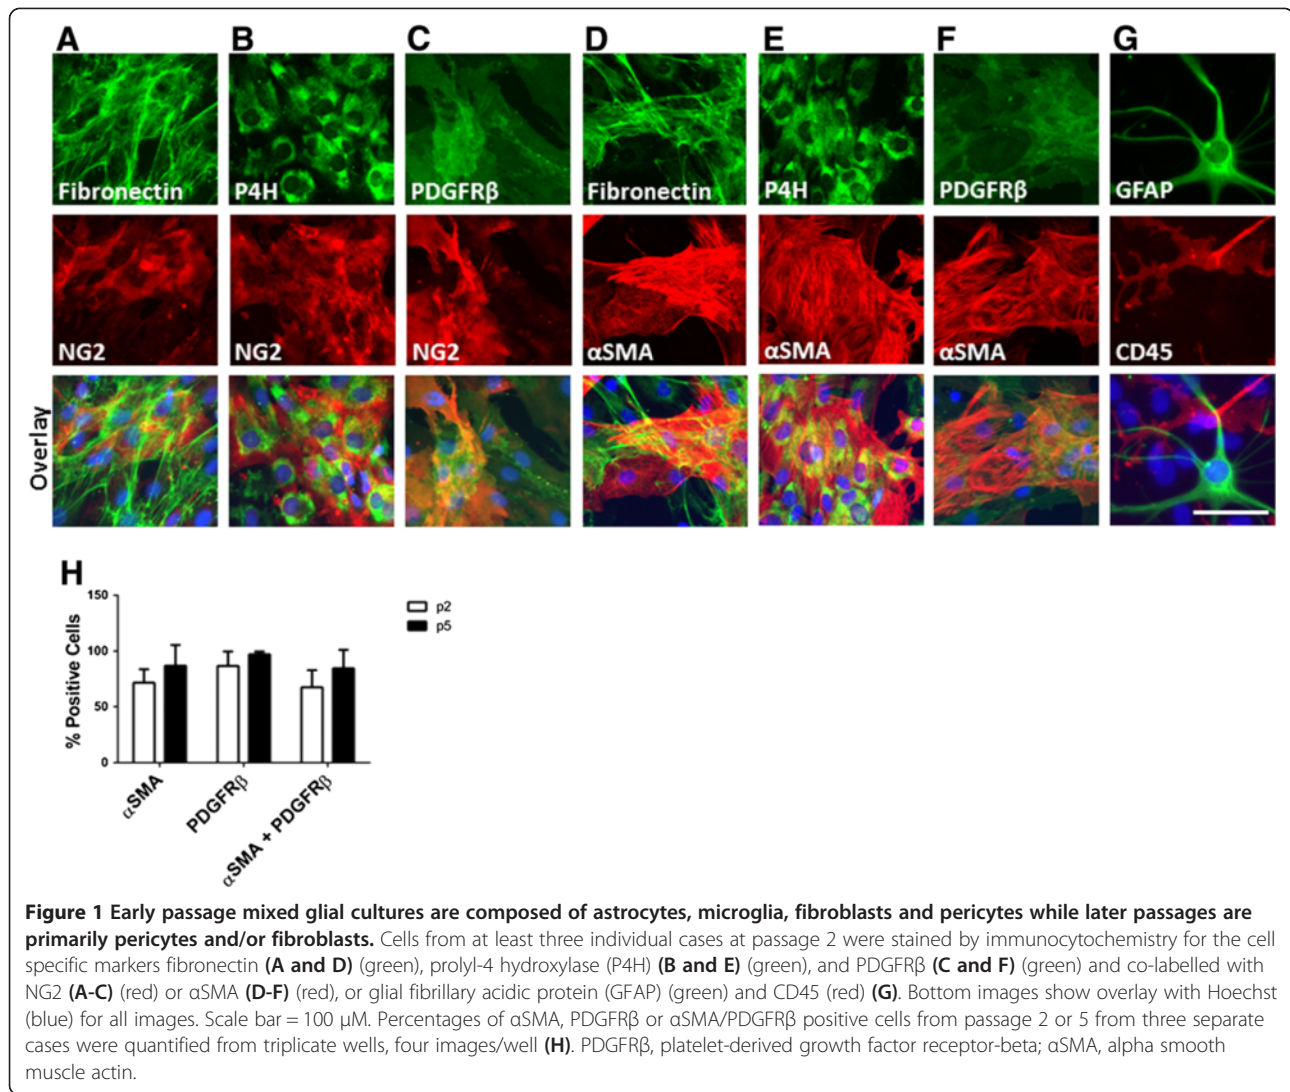 A B C D E F G
Fibronectin P4H PDGFRβ Fibronectin P4H PDGFRβ GFAP
NG2 NG2 NG2 αSMA αSMA αSMA CD45
Overlay
H
% Positive Cells
150
100
50
0
p2
p5
αSMA
PDGFRβ
αSMA + PDGFRβ
Figure 1 Early passage mixed glial cultures are composed of astrocytes, microglia, fibroblasts and pericytes while later passages are
primarily pericytes and/or fibroblasts. Cells from at least three individual cases at passage 2 were stained by immunocytochemistry for the cell
specific markers fibronectin (A and D) (green), prolyl-4 hydroxylase (P4H) (B and E) (green), and PDGFRβ (C and F) (green) and co-labelled with
NG2 (A-C) (red) or αSMA (D-F) (red), or glial fibrillary acidic protein (GFAP) (green) and CD45 (red) (G). Bottom images show overlay with Hoechst
(blue) for all images. Scale bar = 100 μM. Percentages of αSMA, PDGFRβ or αSMA/PDGFRβ positive cells from passage 2 or 5 from three separate
cases were quantified from triplicate wells, four images/well (H). PDGFRβ, platelet-derived growth factor receptor-beta; αSMA, alpha smooth
muscle actin.